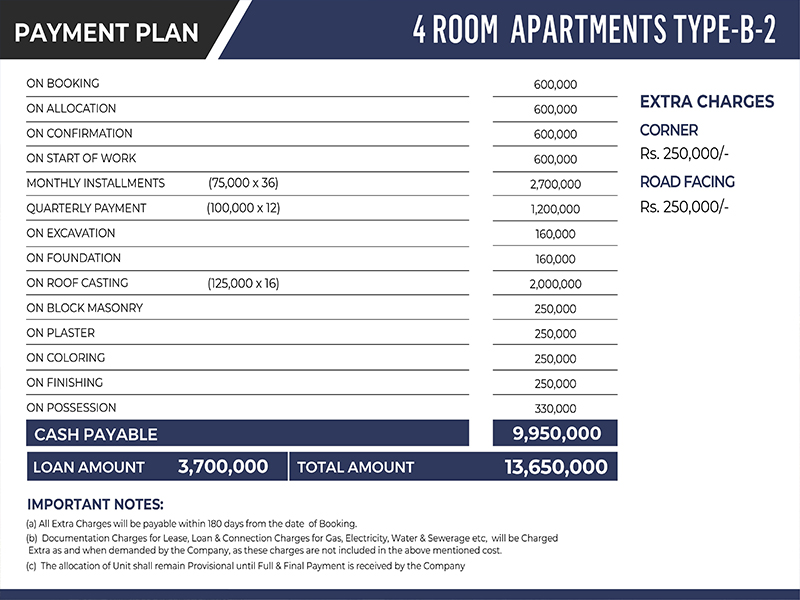 PAYMENT PLAN
4 ROOM APARTMENTS TYPE-B-2
ON BOOKING 600,000
ON ALLOCATION 600,000
ON CONFIRMATION 600,000
ON START OF WORK 600,000
MONTHLY INSTALLMENTS (75,000 x 36) 2,700,000
QUARTERLY PAYMENT (100,000 x 12) 1,200,000
ON EXCAVATION 160,000
ON FOUNDATION 160,000
ON ROOF CASTING (125,000 x 16) 2,000,000
ON BLOCK MASONRY 250,000
ON PLASTER 250,000
ON COLORING 250,000
ON FINISHING 250,000
ON POSSESSION 330,000
CASH PAYABLE 9,950,000
LOAN AMOUNT 3,700,000 TOTAL AMOUNT 13,650,000
EXTRA CHARGES
CORNER
Rs. 250,000/-
ROAD FACING
Rs. 250,000/-
IMPORTANT NOTES:
(a) All Extra Charges will be payable within 180 days from the date of Booking.
(b) Documentation Charges for Lease, Loan & Connection Charges for Gas, Electricity, Water & Sewerage etc, will be Charged
Extra as and when demanded by the Company, as these charges are not included in the above mentioned cost.
(c) The allocation of Unit shall remain Provisional until Full & Final Payment is received by the Company